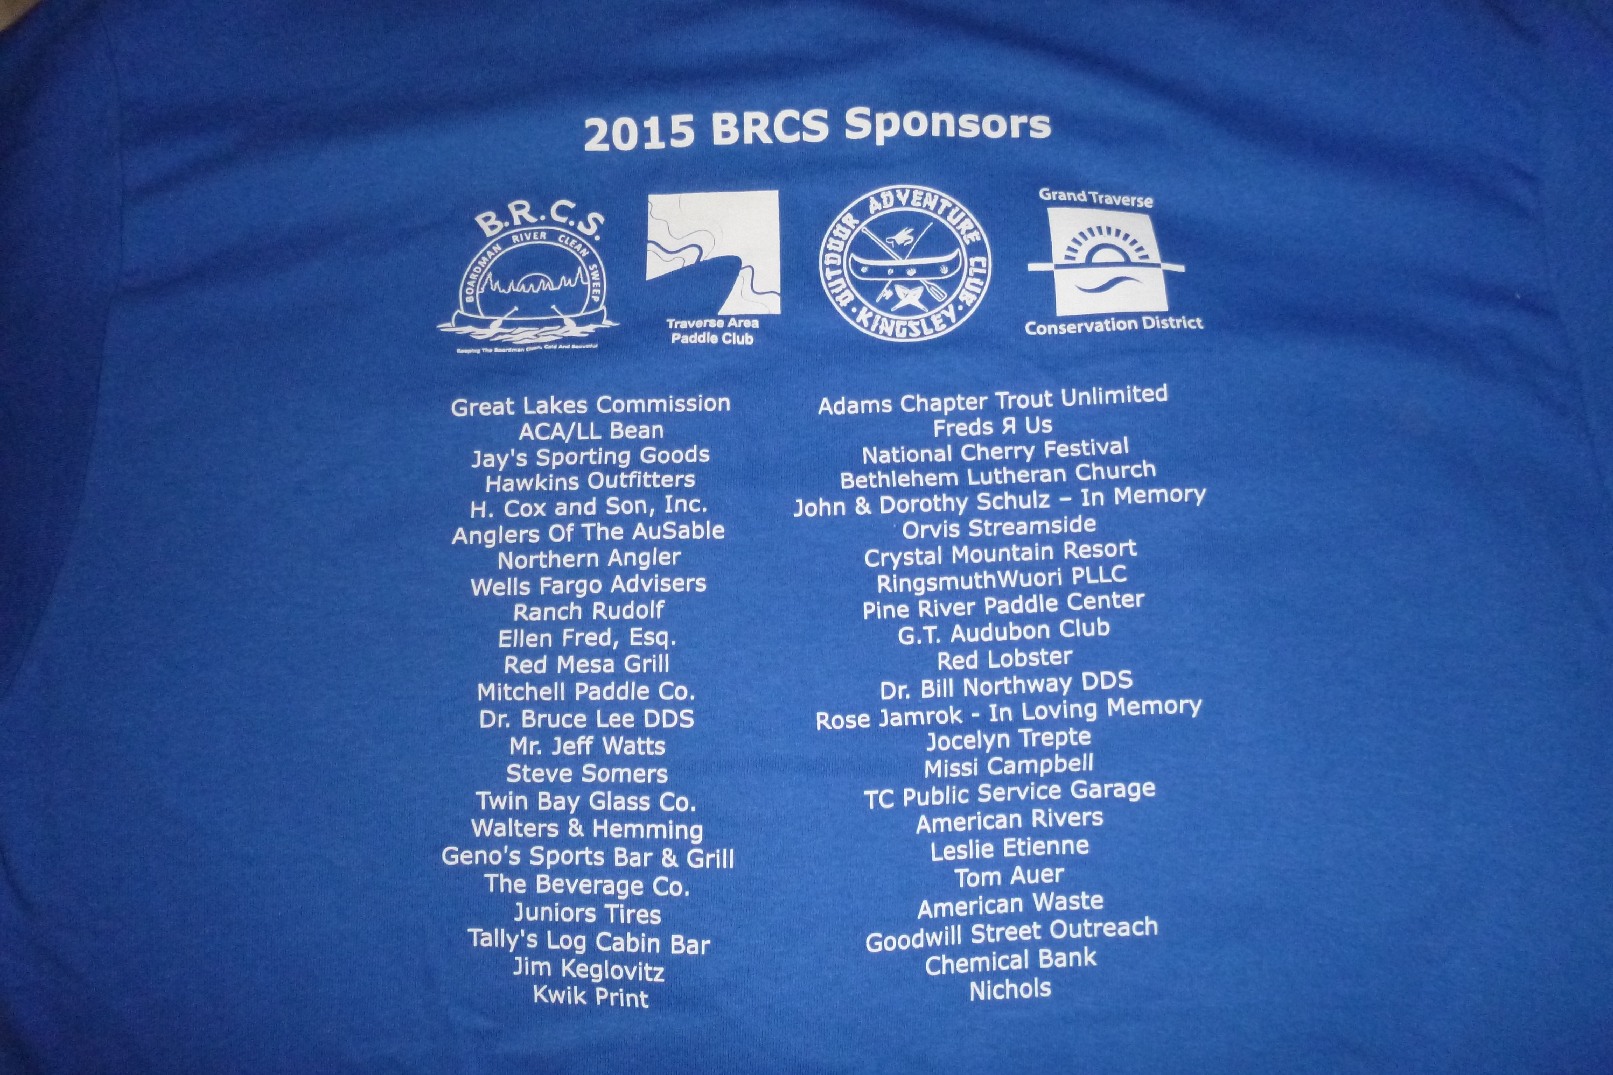 2015 BRCS Sponsors
B.R.C.S.
BOARDMAN RIVER CLEAN SWEEP
Keeping The Boardman Clean, Cold And Beautiful
Traverse Area
Paddle Club
OUTDOOR ADVENTURE CLUB
KINGSLEY
Grand Traverse
Conservation District
Great Lakes Commission
ACA/LL Bean
Jay's Sporting Goods
Hawkins Outfitters
H. Cox and Son, Inc.
Anglers Of The AuSable
Northern Angler
Wells Fargo Advisers
Ranch Rudolf
Ellen Fred, Esq.
Red Mesa Grill
Mitchell Paddle Co.
Dr. Bruce Lee DDS
Mr. Jeff Watts
Steve Somers
Twin Bay Glass Co.
Walters & Hemming
Geno's Sports Bar & Grill
The Beverage Co.
Juniors Tires
Tally's Log Cabin Bar
Jim Keglovitz
Kwik Print
Adams Chapter Trout Unlimited
Freds Я Us
National Cherry Festival
Bethlehem Lutheran Church
John & Dorothy Schulz – In Memory
Orvis Streamside
Crystal Mountain Resort
RingsmuthWuori PLLC
Pine River Paddle Center
G.T. Audubon Club
Red Lobster
Dr. Bill Northway DDS
Rose Jamrok - In Loving Memory
Jocelyn Trepte
Missi Campbell
TC Public Service Garage
American Rivers
Leslie Etienne
Tom Auer
American Waste
Goodwill Street Outreach
Chemical Bank
Nichols